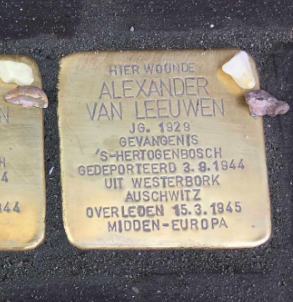 HIER WOONDE
ALEXANDER
VAN LEEUWEN
JG. 1929
GEVANGENIS
'S-HERTOGENBOSCH
GEDEPORTEERD 3.9.1944
UIT WESTERBORK
AUSCHWITZ
OVERLEDEN 15.3.1945
MIDDEN-EUROPA